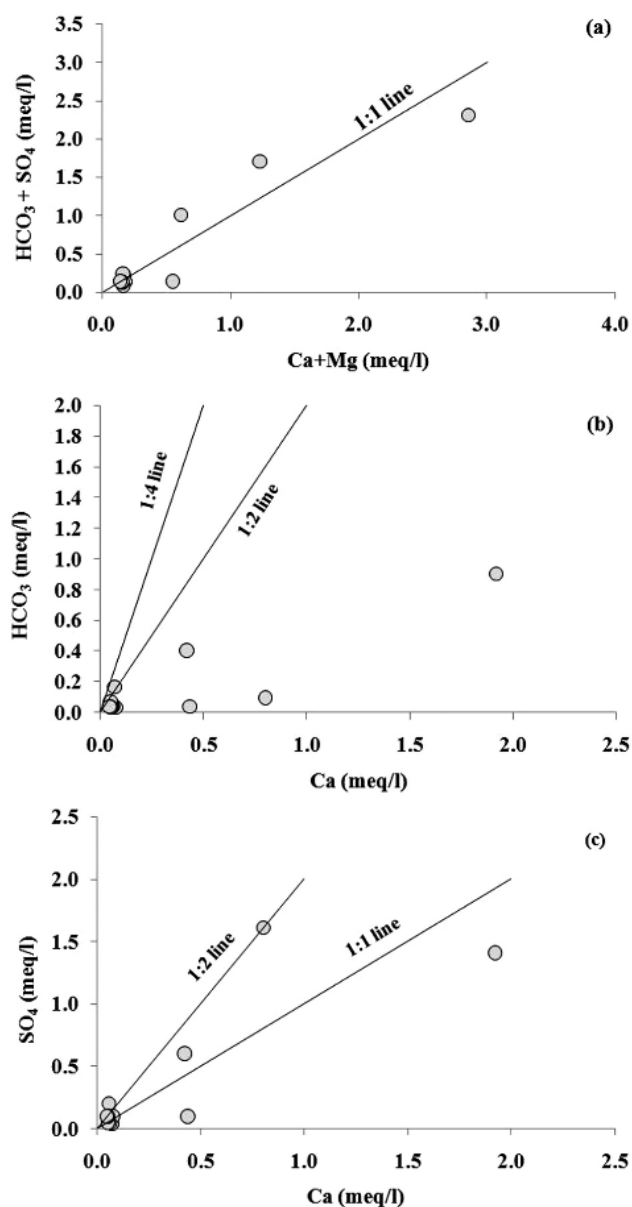 (a)
HCO₃ + SO₄ (meq/l)
3.5
3.0
2.5
2.0
1.5
1.0
0.5
0.0
1:1 line
0.0 1.0 2.0 3.0 4.0
Ca+Mg (meq/l)
(b)
HCO₃ (meq/l)
2.0
1.8
1.6
1.4
1.2
1.0
0.8
0.6
0.4
0.2
0.0
1:4 line
1:2 line
0.0 0.5 1.0 1.5 2.0 2.5
Ca (meq/l)
(c)
SO₄ (meq/l)
2.5
2.0
1.5
1.0
0.5
0.0
1:2 line
1:1 line
0.0 0.5 1.0 1.5 2.0 2.5
Ca (meq/l)